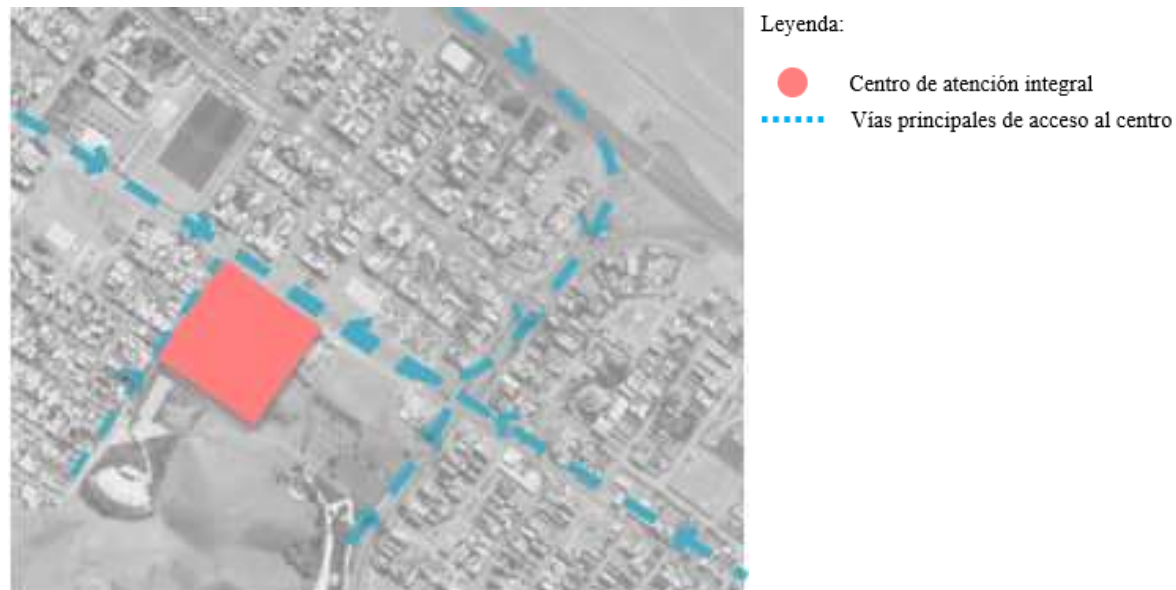 Leyenda:
Centro de atención integral
Vías principales de acceso al centro